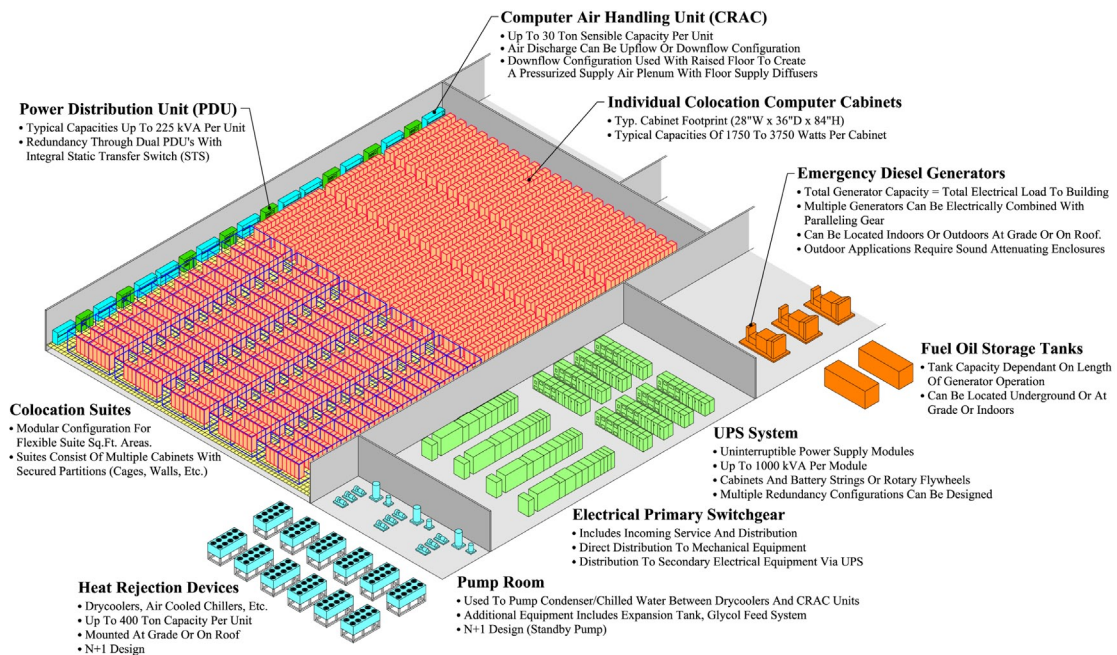 Computer Air Handling Unit (CRAC)
• Up To 30 Ton Sensible Capacity Per Unit
• Air Discharge Can Be Upflow Or Downflow Configuration
• Downflow Configuration Used With Raised Floor To Create
A Pressurized Supply Air Plenum With Floor Supply Diffusers
Power Distribution Unit (PDU)
• Typical Capacities Up To 225 kVA Per Unit
• Redundancy Through Dual PDU's With
Integral Static Transfer Switch (STS)
Individual Colocation Computer Cabinets
• Typ. Cabinet Footprint (28"W x 36"D x 84"H)
• Typical Capacities Of 1750 To 3750 Watts Per Cabinet
Emergency Diesel Generators
• Total Generator Capacity = Total Electrical Load To Building
• Multiple Generators Can Be Electrically Combined With
Paralleling Gear
• Can Be Located Indoors Or Outdoors At Grade Or On Roof.
• Outdoor Applications Require Sound Attenuating Enclosures
Fuel Oil Storage Tanks
• Tank Capacity Dependant On Length
Of Generator Operation
• Can Be Located Underground Or At
Grade Or Indoors
Colocation Suites
• Modular Configuration For
Flexible Suite Sq.Ft. Areas.
• Suites Consist Of Multiple Cabinets With
Secured Partitions (Cages, Walls, Etc.)
UPS System
• Uninterruptible Power Supply Modules
• Up To 1000 kVA Per Module
• Cabinets And Battery Strings Or Rotary Flywheels
• Multiple Redundancy Configurations Can Be Designed
Electrical Primary Switchgear
• Includes Incoming Service And Distribution
• Direct Distribution To Mechanical Equipment
• Distribution To Secondary Electrical Equipment Via UPS
Pump Room
• Used To Pump Condenser/Chilled Water Between Drycoolers And CRAC Units
• Additional Equipment Includes Expansion Tank, Glycol Feed System
• N+1 Design (Standby Pump)
Heat Rejection Devices
• Drycoolers, Air Cooled Chillers, Etc.
• Up To 400 Ton Capacity Per Unit
• Mounted At Grade Or On Roof
• N+1 Design